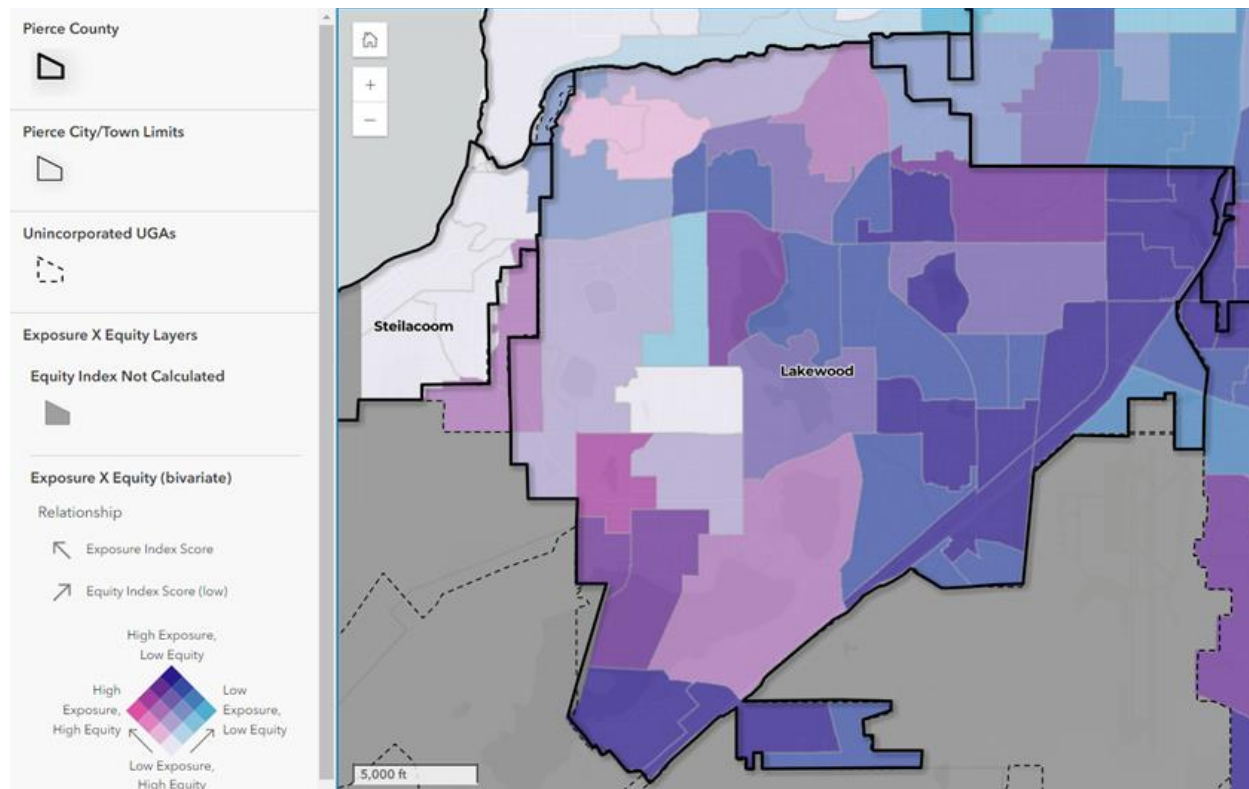 Pierce County
Pierce City/Town Limits
Unincorporated UGAs
Exposure X Equity Layers
Equity Index Not Calculated
Exposure X Equity (bivariate)
Relationship
Exposure Index Score
Equity Index Score (low)
High Exposure,
Low Equity
High
Exposure,
High Equity
Low
Exposure,
Low Equity
Low Exposure,
High Equity
+
−
Steilacoom
Lakewood
5,000 ft